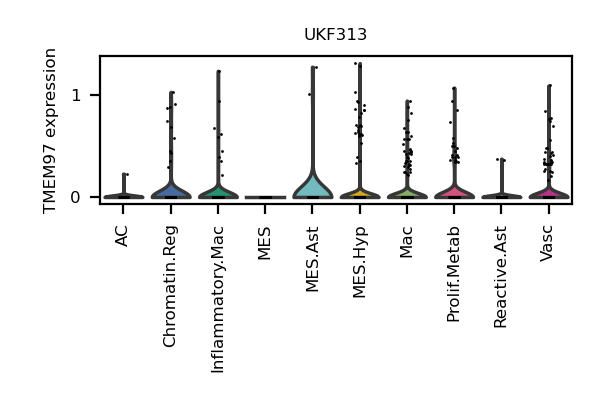 UKF313
TMEM97 expression
1
0
AC
Chromatin.Reg
Inflammatory.Mac
MES
MES.Ast
MES.Hyp
Mac
Prolif.Metab
Reactive.Ast
Vasc